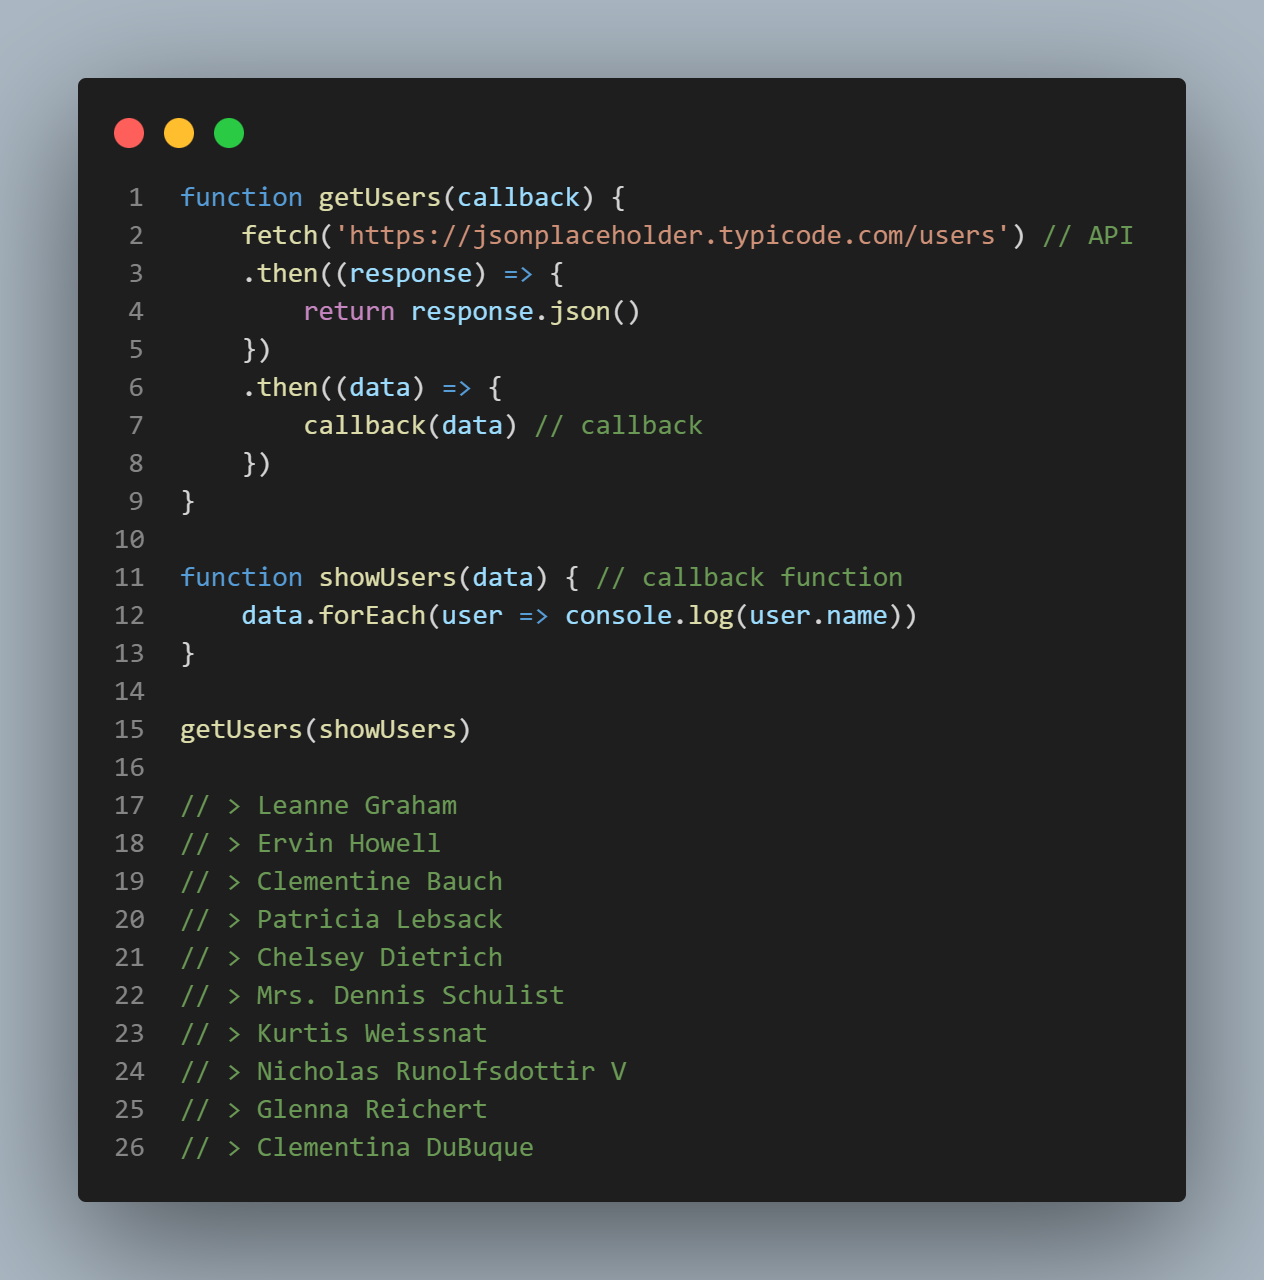 1 function getUsers(callback) {
2     fetch('https://jsonplaceholder.typicode.com/users') // API
3     .then((response) => {
4         return response.json()
5     })
6     .then((data) => {
7         callback(data) // callback
8     })
9 }
10
11 function showUsers(data) { // callback function
12     data.forEach(user => console.log(user.name))
13 }
14
15 getUsers(showUsers)
16
17 // > Leanne Graham
18 // > Ervin Howell
19 // > Clementine Bauch
20 // > Patricia Lebsack
21 // > Chelsey Dietrich
22 // > Mrs. Dennis Schulist
23 // > Kurtis Weissnat
24 // > Nicholas Runolfsdottir V
25 // > Glenna Reichert
26 // > Clementina DuBuque